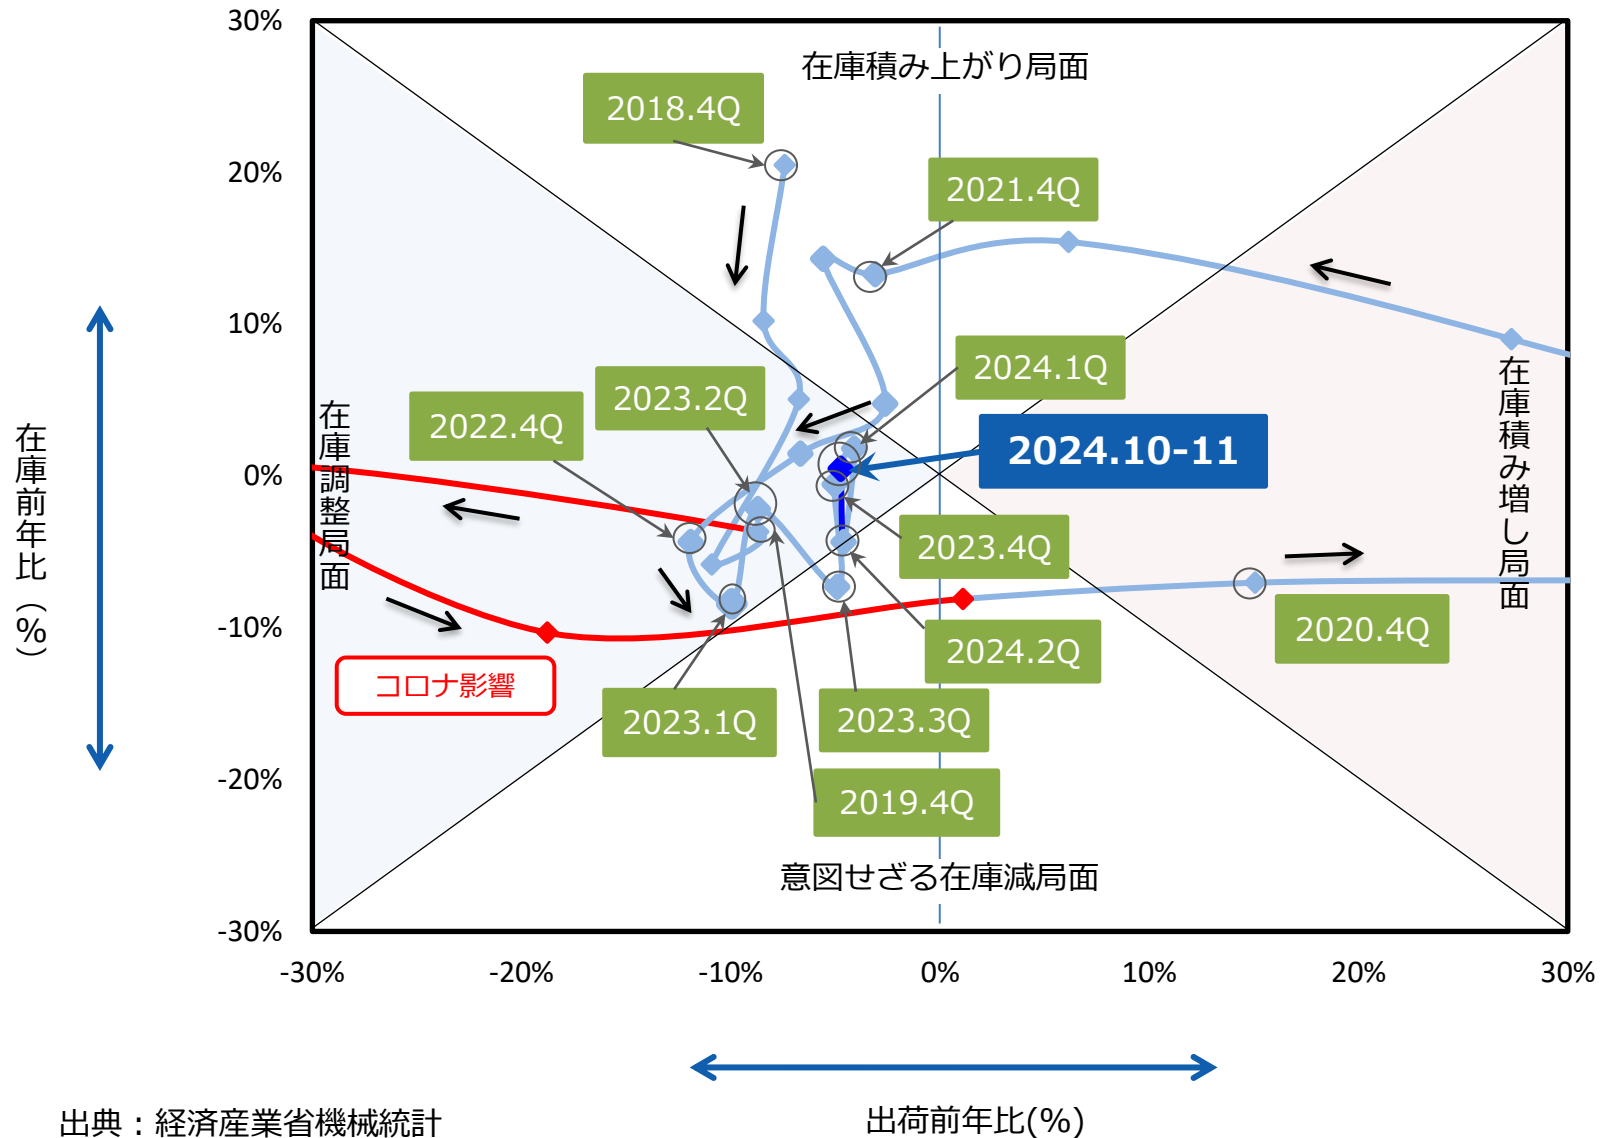 30%
20%
10%
0%
-10%
-20%
-30%
在庫前年比(%)
在庫積み上がり局面
2018.4Q
2021.4Q
2024.1Q
2023.2Q
2022.4Q
2024.10-11
在庫調整局面
在庫積み増し局面
2023.4Q
2020.4Q
2024.2Q
コロナ影響
2023.1Q
2023.3Q
2019.4Q
意図せざる在庫減局面
-30%
-20%
-10%
0%
10%
20%
30%
出荷前年比(%)
出典：経済産業省機械統計